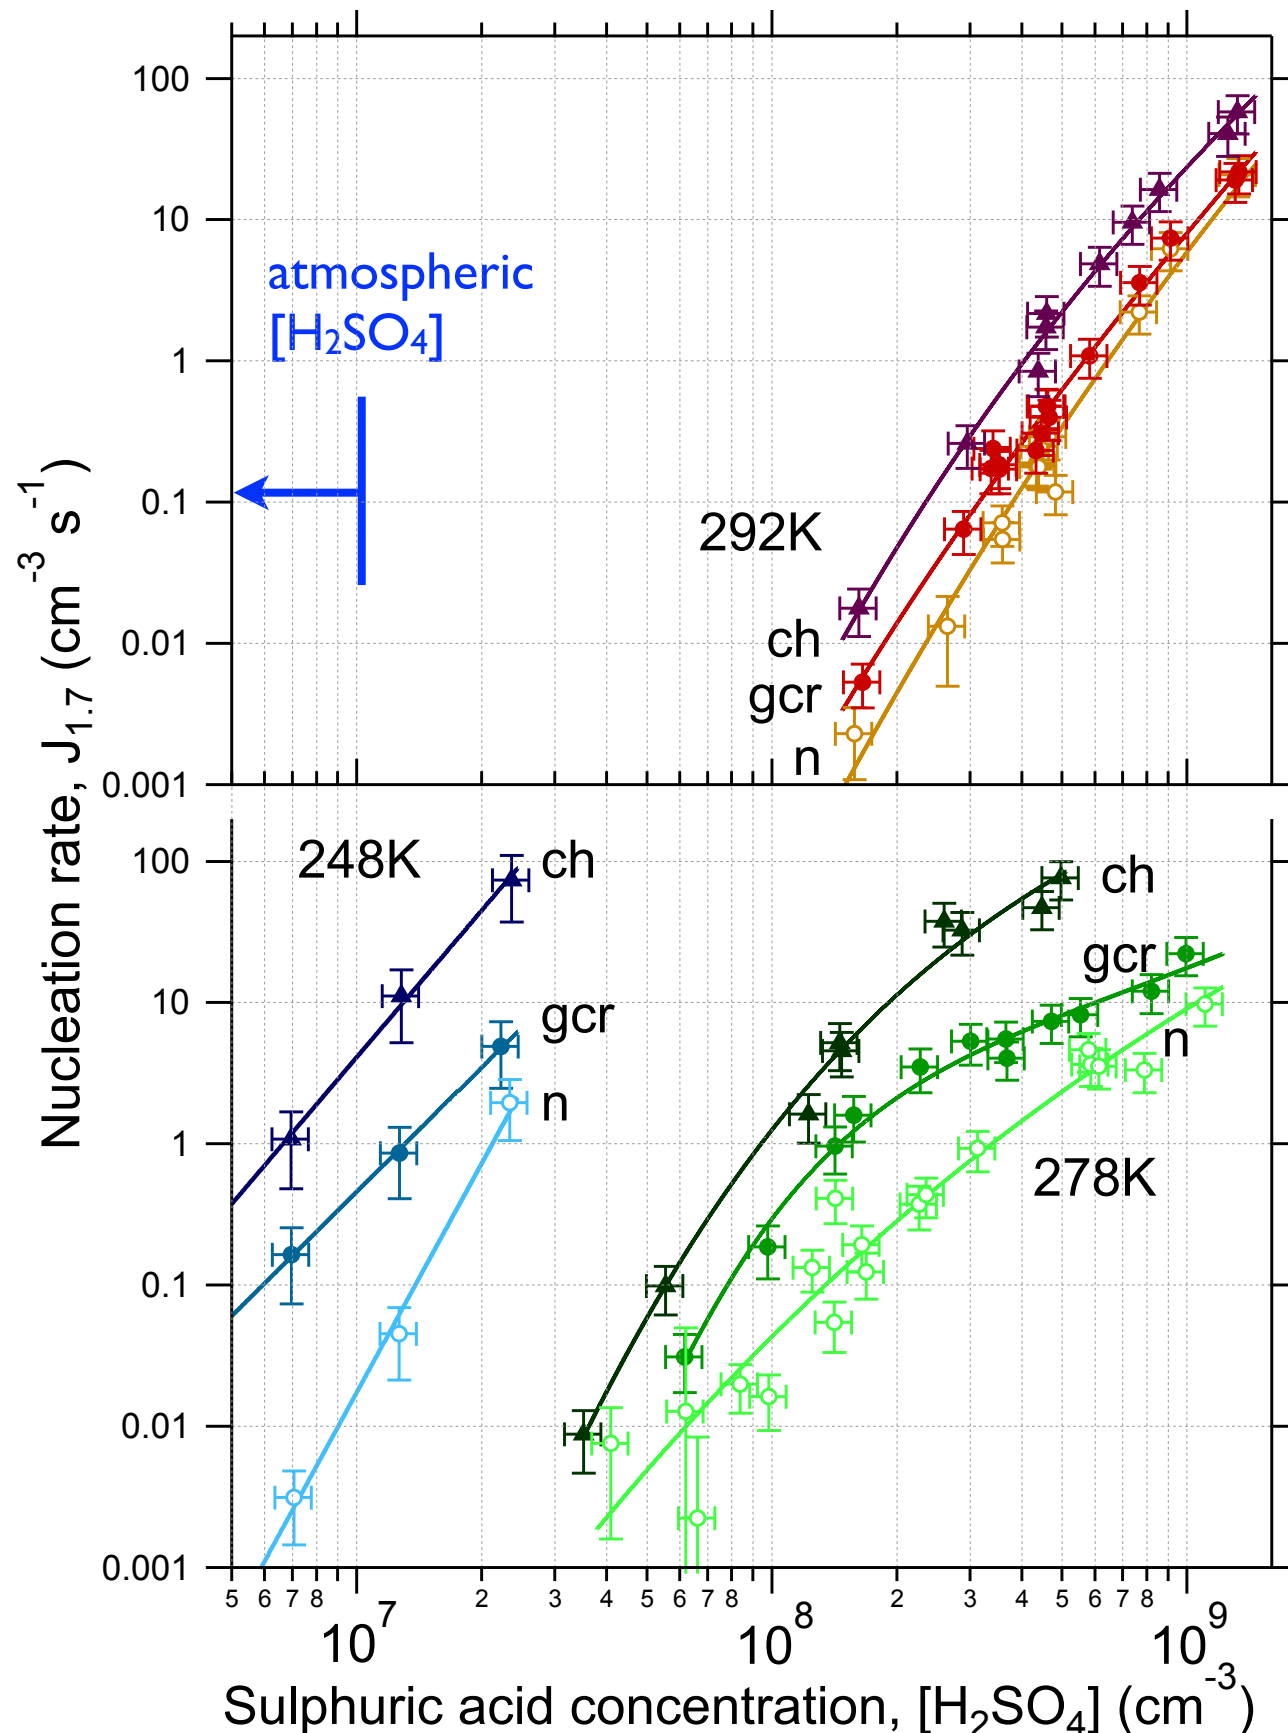 100
10
1
0.1
0.01
0.001
atmospheric
[H₂SO₄]
292K
ch
gcr
n
Nucleation rate, J₁.₇ (cm⁻³ s⁻¹)
100
10
1
0.1
0.01
0.001
248K
ch
gcr
n
ch
gcr
n
278K
5 6 7 8 2 3 4 5 6 7 8 2 3 4 5 6 7 8
10⁷ 10⁸ 10⁹
Sulphuric acid concentration, [H₂SO₄] (cm⁻³)